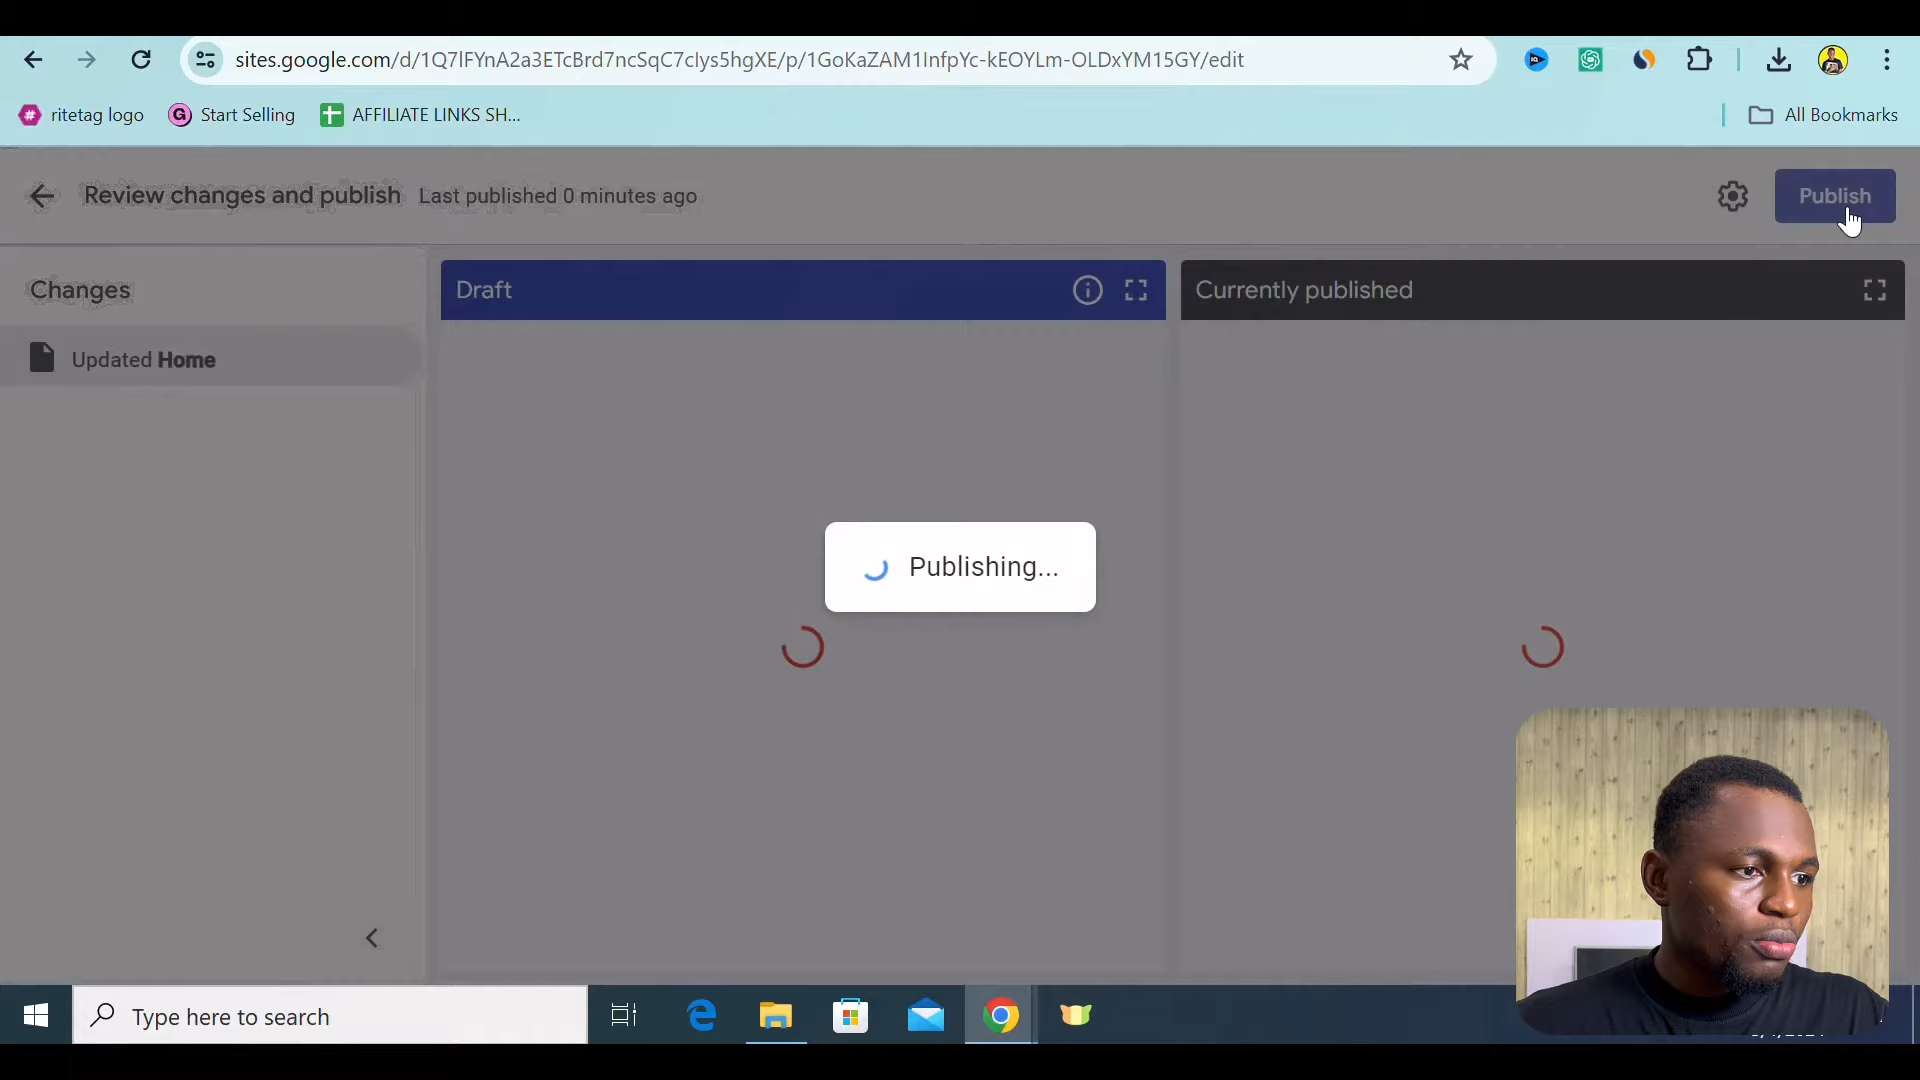 sites.google.com/d/1Q7lFYnA2a3ETcBrd7ncSqC7cIys5hgXE/p/1GoKaZAM1InfpYc-kEOYLm-OLDxYM15GY/edit
ritetag logo
Start Selling
AFFILIATE LINKS SH...
All Bookmarks
Review changes and publish
Last published 0 minutes ago
Publish
Changes
Draft
Currently published
Updated Home
Publishing...
Type here to search